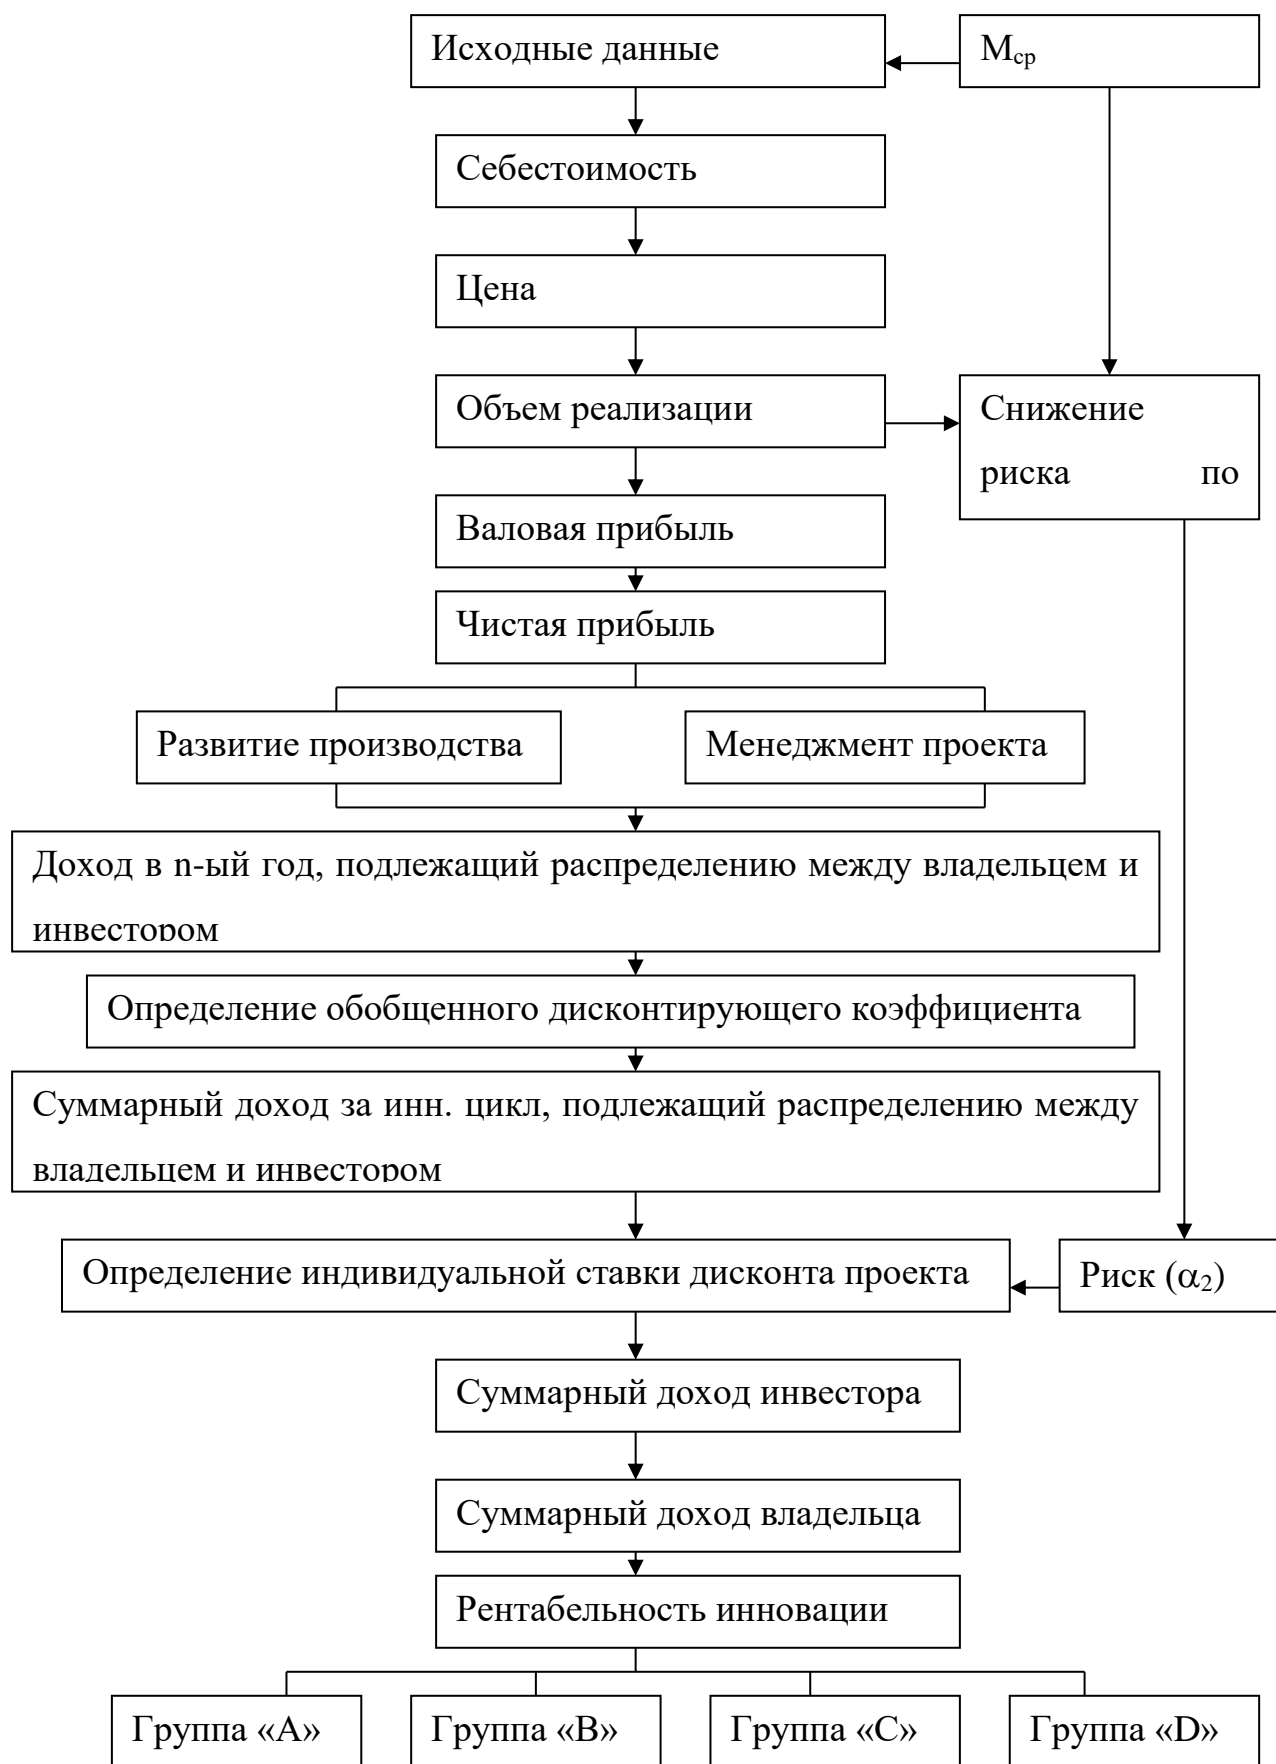 Исходные данные
Мср
Себестоимость
Цена
Объем реализации
Снижение
риска по
Валовая прибыль
Чистая прибыль
Развитие производства
Менеджмент проекта
Доход в n-ый год, подлежащий распределению между владельцем и
инвестором
Определение обобщенного дисконтирующего коэффициента
Суммарный доход за инн. цикл, подлежащий распределению между
владельцем и инвестором
Определение индивидуальной ставки дисконта проекта
Риск (α2)
Суммарный доход инвестора
Суммарный доход владельца
Рентабельность инновации
Группа «А»
Группа «В»
Группа «С»
Группа «D»